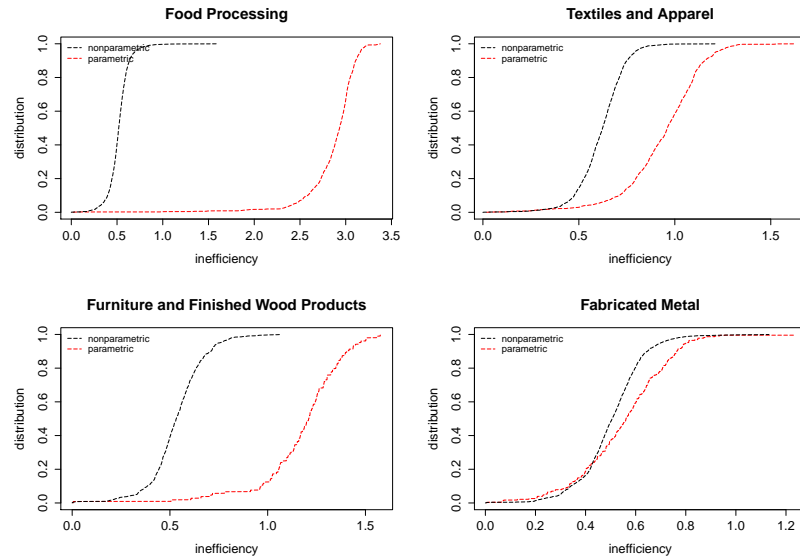 Food Processing
nonparametric
parametric
distribution
0.0 0.2 0.4 0.6 0.8 1.0
0.0 0.5 1.0 1.5 2.0 2.5 3.0 3.5
inefficiency
Textiles and Apparel
nonparametric
parametric
distribution
0.0 0.2 0.4 0.6 0.8 1.0
0.0 0.5 1.0 1.5
inefficiency
Furniture and Finished Wood Products
nonparametric
parametric
distribution
0.0 0.2 0.4 0.6 0.8 1.0
0.0 0.5 1.0 1.5
inefficiency
Fabricated Metal
nonparametric
parametric
distribution
0.0 0.2 0.4 0.6 0.8 1.0
0.0 0.2 0.4 0.6 0.8 1.0 1.2
inefficiency